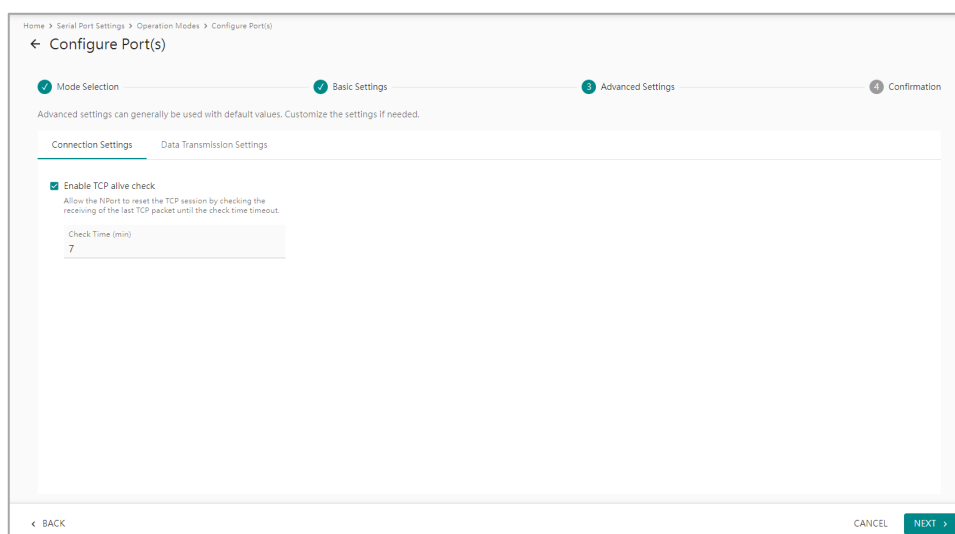 Home > Serial Port Settings > Operation Modes > Configure Port(s)
← Configure Port(s)
Mode Selection
Basic Settings
3 Advanced Settings
4 Confirmation
Advanced settings can generally be used with default values. Customize the settings if needed.
Connection Settings
Data Transmission Settings
Enable TCP alive check
Allow the NPort to reset the TCP session by checking the
receiving of the last TCP packet until the check time timeout.
Check Time (min)
7
< BACK
CANCEL
NEXT >